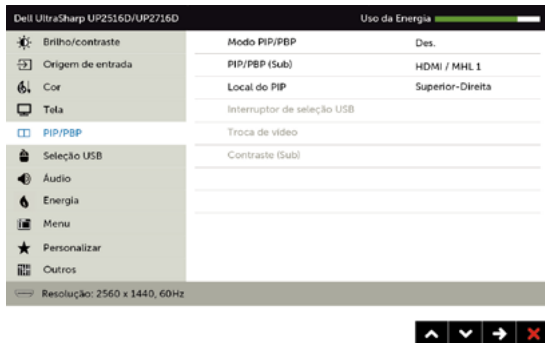 Dell UltraSharp UP2516D/UP2716D Uso da Energia
Brilho/contraste Modo PIP/PBP Des.
Origem de entrada PIP/PBP (Sub) HDMI / MHL 1
Cor Local do PIP Superior-Direita
Tela Interruptor de seleção USB
PIP/PBP Troca de vídeo
Seleção USB Contraste (Sub)
Áudio
Energia
Menu
Personalizar
Outros
Resolução: 2560 x 1440, 60Hz